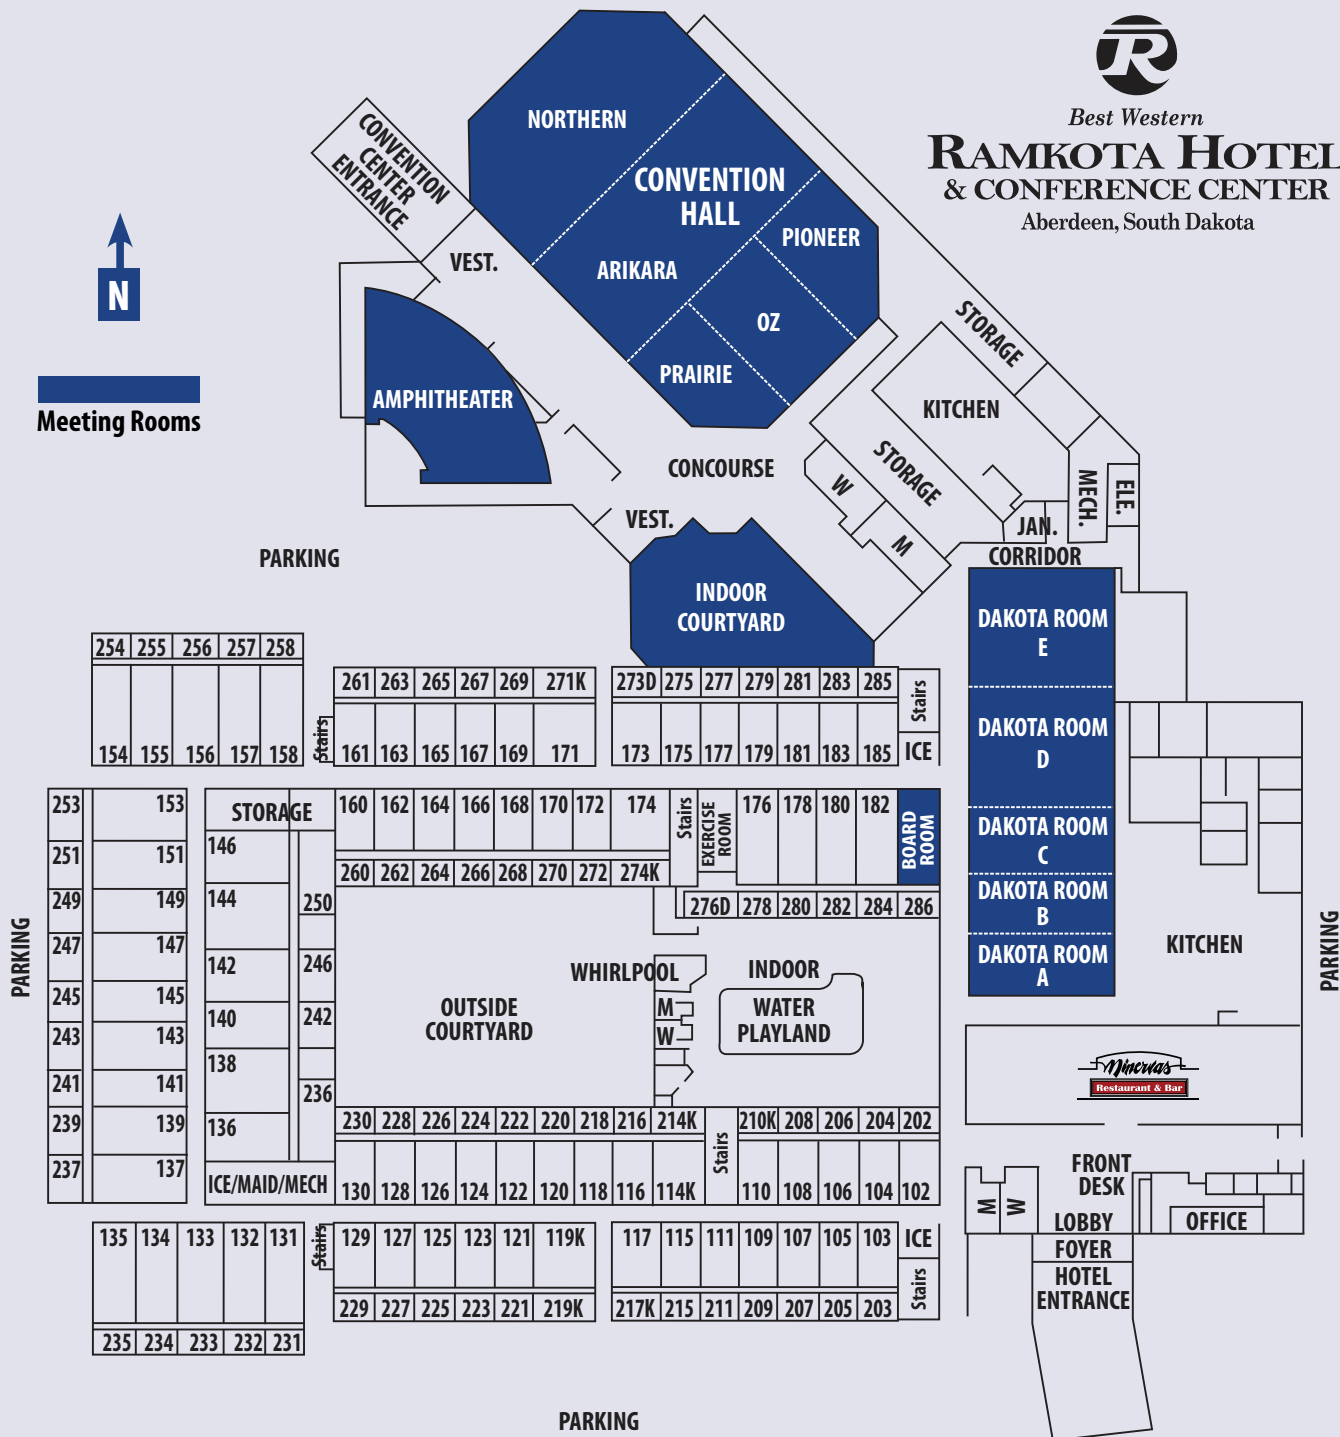 R
Best Western
RAMKOTA HOTEL
& CONFERENCE CENTER
Aberdeen, South Dakota
N
Meeting Rooms
CONVENTION
CENTER
ENTRANCE
VEST.
NORTHERN
CONVENTION
HALL
PIONEER
ARIKARA
OZ
PRAIRIE
AMPHITHEATER
STORAGE
KITCHEN
STORAGE
CONCOURSE
W
M
MECH.
ELE.
JAN.
CORRIDOR
VEST.
PARKING
INDOOR
COURTYARD
DAKOTA ROOM
E
DAKOTA ROOM
D
DAKOTA ROOM
C
DAKOTA ROOM
B
DAKOTA ROOM
A
254 255 256 257 258
154 155 156 157 158
Stairs
261 263 265 267 269 271K
161 163 165 167 169 171
273D 275 277 279 281 283 285
173 175 177 179 181 183 185
Stairs
ICE
253 153
251 151
249 149
247 147
245 145
243 143
241 141
239 139
237 137
PARKING
STORAGE
146
144
142
140
138
136
250
246
242
236
ICE/MAID/MECH
160 162 164 166 168 170 172 174
260 262 264 266 268 270 272 274K
Stairs
EXERCISE
ROOM
176 178 180 182
BOARD
ROOM
276D 278 280 282 284 286
OUTSIDE
COURTYARD
WHIRLPOOL
M
W
INDOOR
WATER
PLAYLAND
KITCHEN
PARKING
Minervas
Restaurant & Bar
230 228 226 224 222 220 218 216 214K
130 128 126 124 122 120 118 116 114K
Stairs
210K 208 206 204 202
110 108 106 104 102
FRONT
DESK
M
W
LOBBY
OFFICE
FOYER
HOTEL
ENTRANCE
135 134 133 132 131
235 234 233 232 231
Stairs
129 127 125 123 121 119K
229 227 225 223 221 219K
117 115 111 109 107 105 103
217K 215 211 209 207 205 203
ICE
Stairs
PARKING